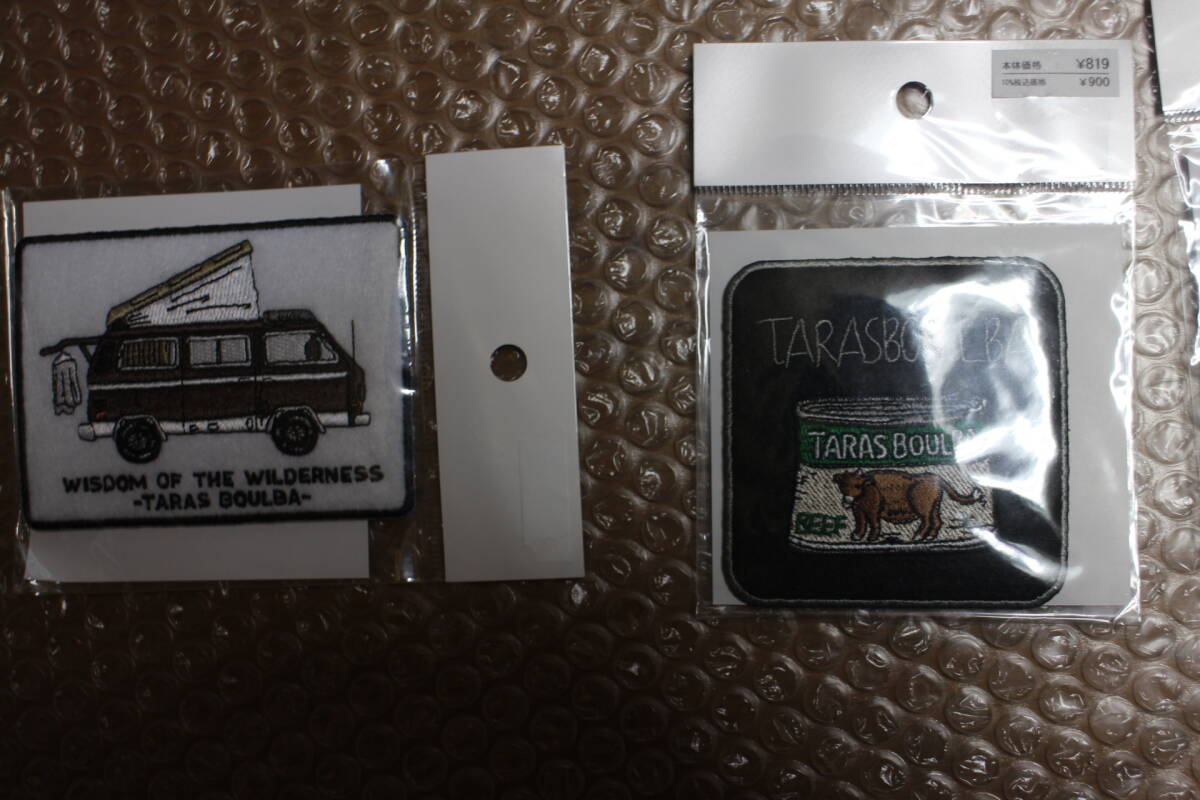 WISDOM OF THE WILDERNESS
-TARAS BOULBA-
本体価格 ¥819
10%税込価格 ¥900
TARASBOULBA
TARAS BOULBA
BEEF